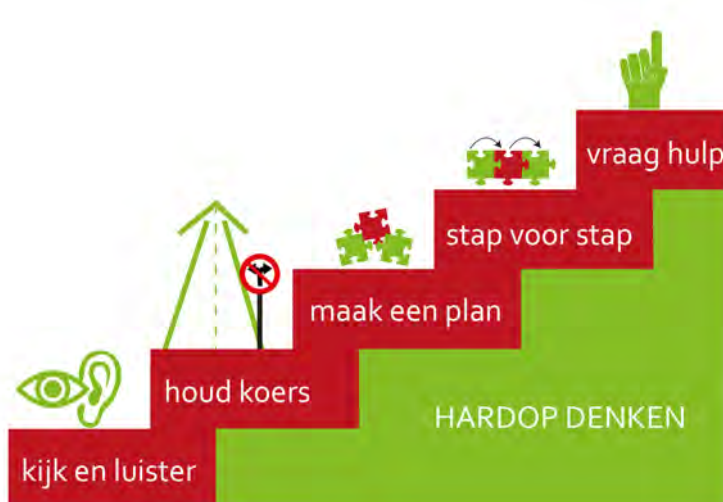 vraag hulp
stap voor stap
maak een plan
houd koers
HARDOP DENKEN
kijk en luister